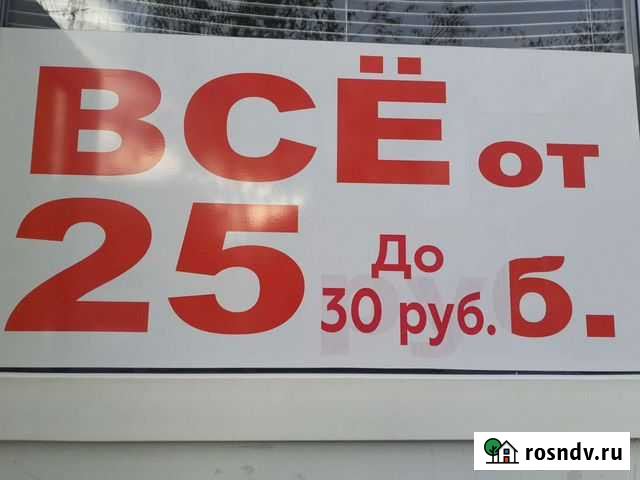 ВСЁ от
25 До
30 руб. б.
rosndv.ru